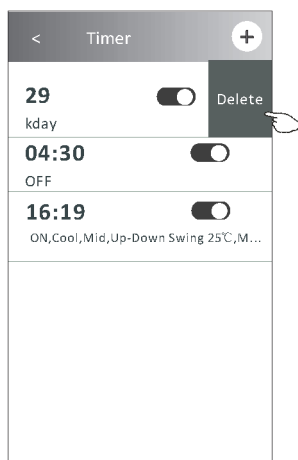 < Timer +
29
Delete
kday
04:30
OFF
16:19
ON,Cool,Mid,Up-Down Swing 25℃,M...